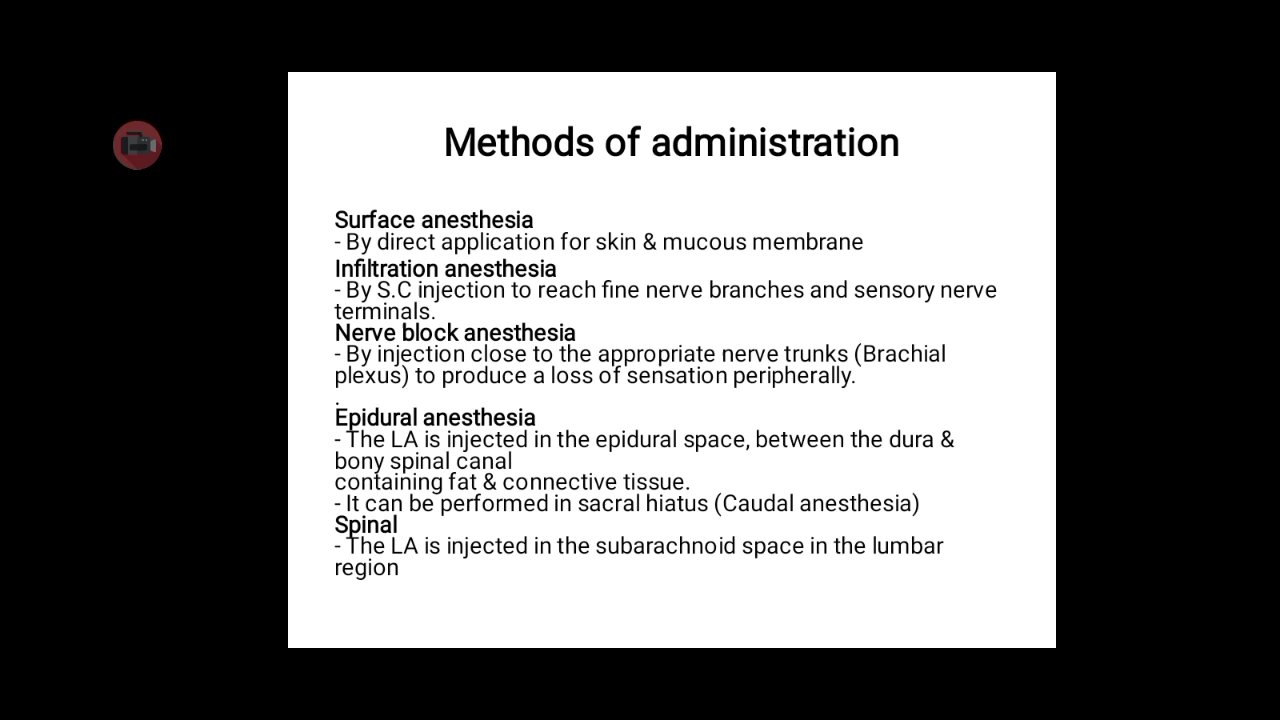 Methods of administration
Surface anesthesia
- By direct application for skin & mucous membrane
Infiltration anesthesia
- By S.C injection to reach fine nerve branches and sensory nerve
terminals.
Nerve block anesthesia
- By injection close to the appropriate nerve trunks (Brachial
plexus) to produce a loss of sensation peripherally.
.
Epidural anesthesia
- The LA is injected in the epidural space, between the dura &
bony spinal canal
containing fat & connective tissue.
- It can be performed in sacral hiatus (Caudal anesthesia)
Spinal
- The LA is injected in the subarachnoid space in the lumbar
region